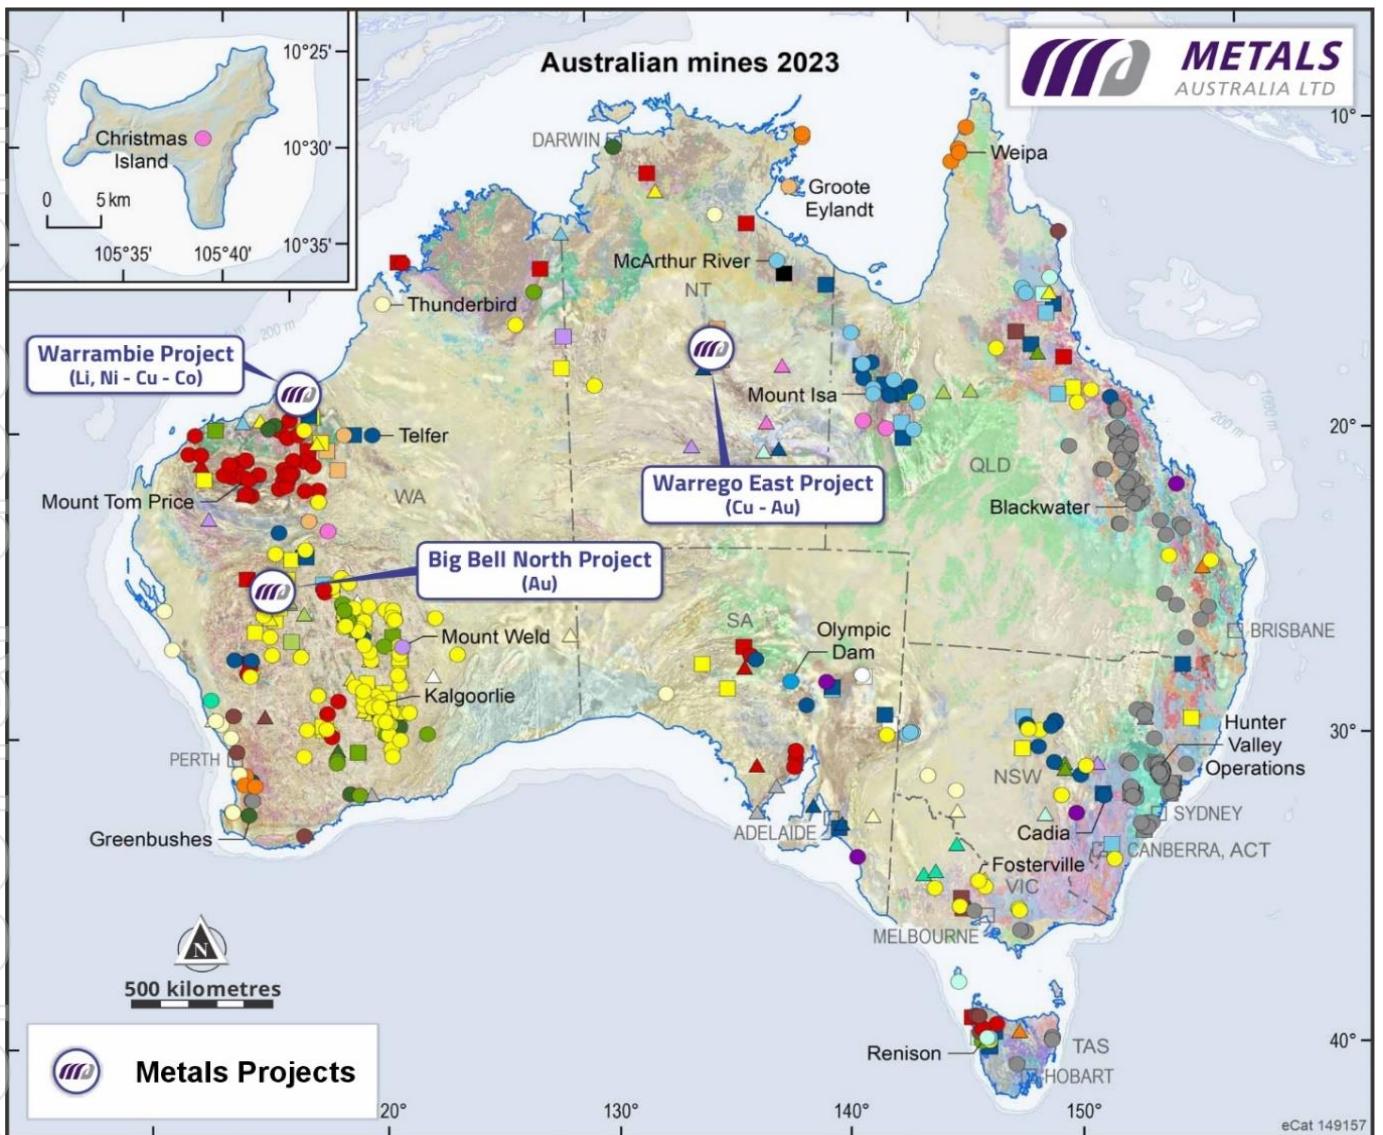 Australian mines 2023
METALS
AUSTRALIA LTD
200 m
Christmas
Island
0 5 km
10°25'
10°30'
10°35'
105°35' 105°40'
10°
20°
30°
40°
DARWIN
Weipa
Groote
Eylandt
McArthur River
NT
Thunderbird
200 m
200 m
1000 m
Warrambie Project
(Li, Ni - Cu - Co)
Mount Isa
Telfer
QLD
Warrego East Project
(Cu - Au)
WA
Mount Tom Price
Blackwater
Big Bell North Project
(Au)
SA
Olympic
Dam
BRISBANE
Mount Weld
Kalgoorlie
Hunter
Valley
Operations
PERTH
NSW
SYDNEY
Cadia
ADELAIDE
CANBERRA, ACT
Greenbushes
Fosterville
VIC
MELBOURNE
N
500 kilometres
Renison
TAS
HOBART
Metals Projects
20° 130° 140° 150°
eCat 149157